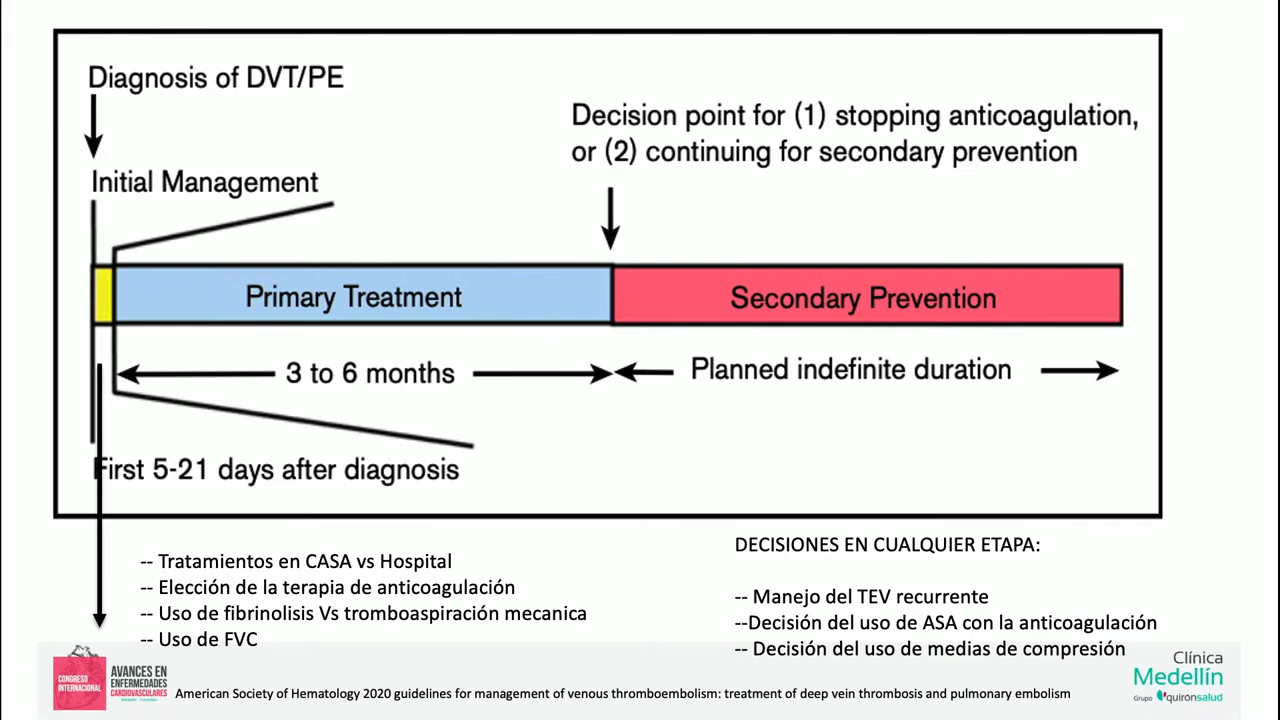 Diagnosis of DVT/PE
Decision point for (1) stopping anticoagulation,
or (2) continuing for secondary prevention
Initial Management
Primary Treatment
Secondary Prevention
3 to 6 months
Planned indefinite duration
First 5-21 days after diagnosis
-- Tratamientos en CASA vs Hospital
-- Elección de la terapia de anticoagulación
-- Uso de fibrinolisis Vs tromboaspiración mecanica
-- Uso de FVC
DECISIONES EN CUALQUIER ETAPA:
-- Manejo del TEV recurrente
--Decisión del uso de ASA con la anticoagulación
-- Decisión del uso de medias de compresión
CONGRESO
INTERNACIONAL
AVANCES EN
ENFERMEDADES
CARDIOVASCULARES
American Society of Hematology 2020 guidelines for management of venous thromboembolism: treatment of deep vein thrombosis and pulmonary embolism
Clínica
Medellín
Grupo quirónsalud